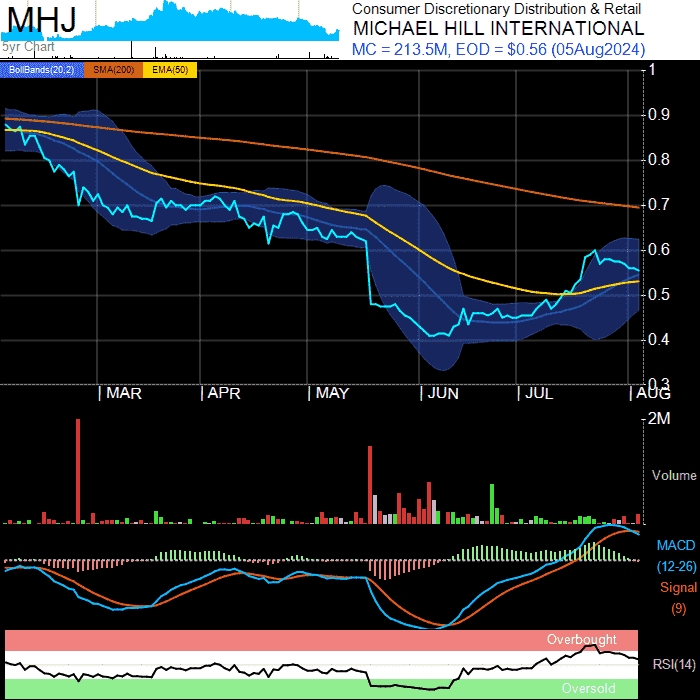 MHJ
5yr Chart
Consumer Discretionary Distribution & Retail
MICHAEL HILL INTERNATIONAL
MC = 213.5M, EOD = $0.56 (05Aug2024)
BollBands(20,2) SMA(200) EMA(50)
1
0.9
0.8
0.7
0.6
0.5
0.4
0.3
MAR APR MAY JUN JUL AUG
2M
Volume
MACD
(12-26)
Signal
(9)
Overbought
RSI(14)
Oversold